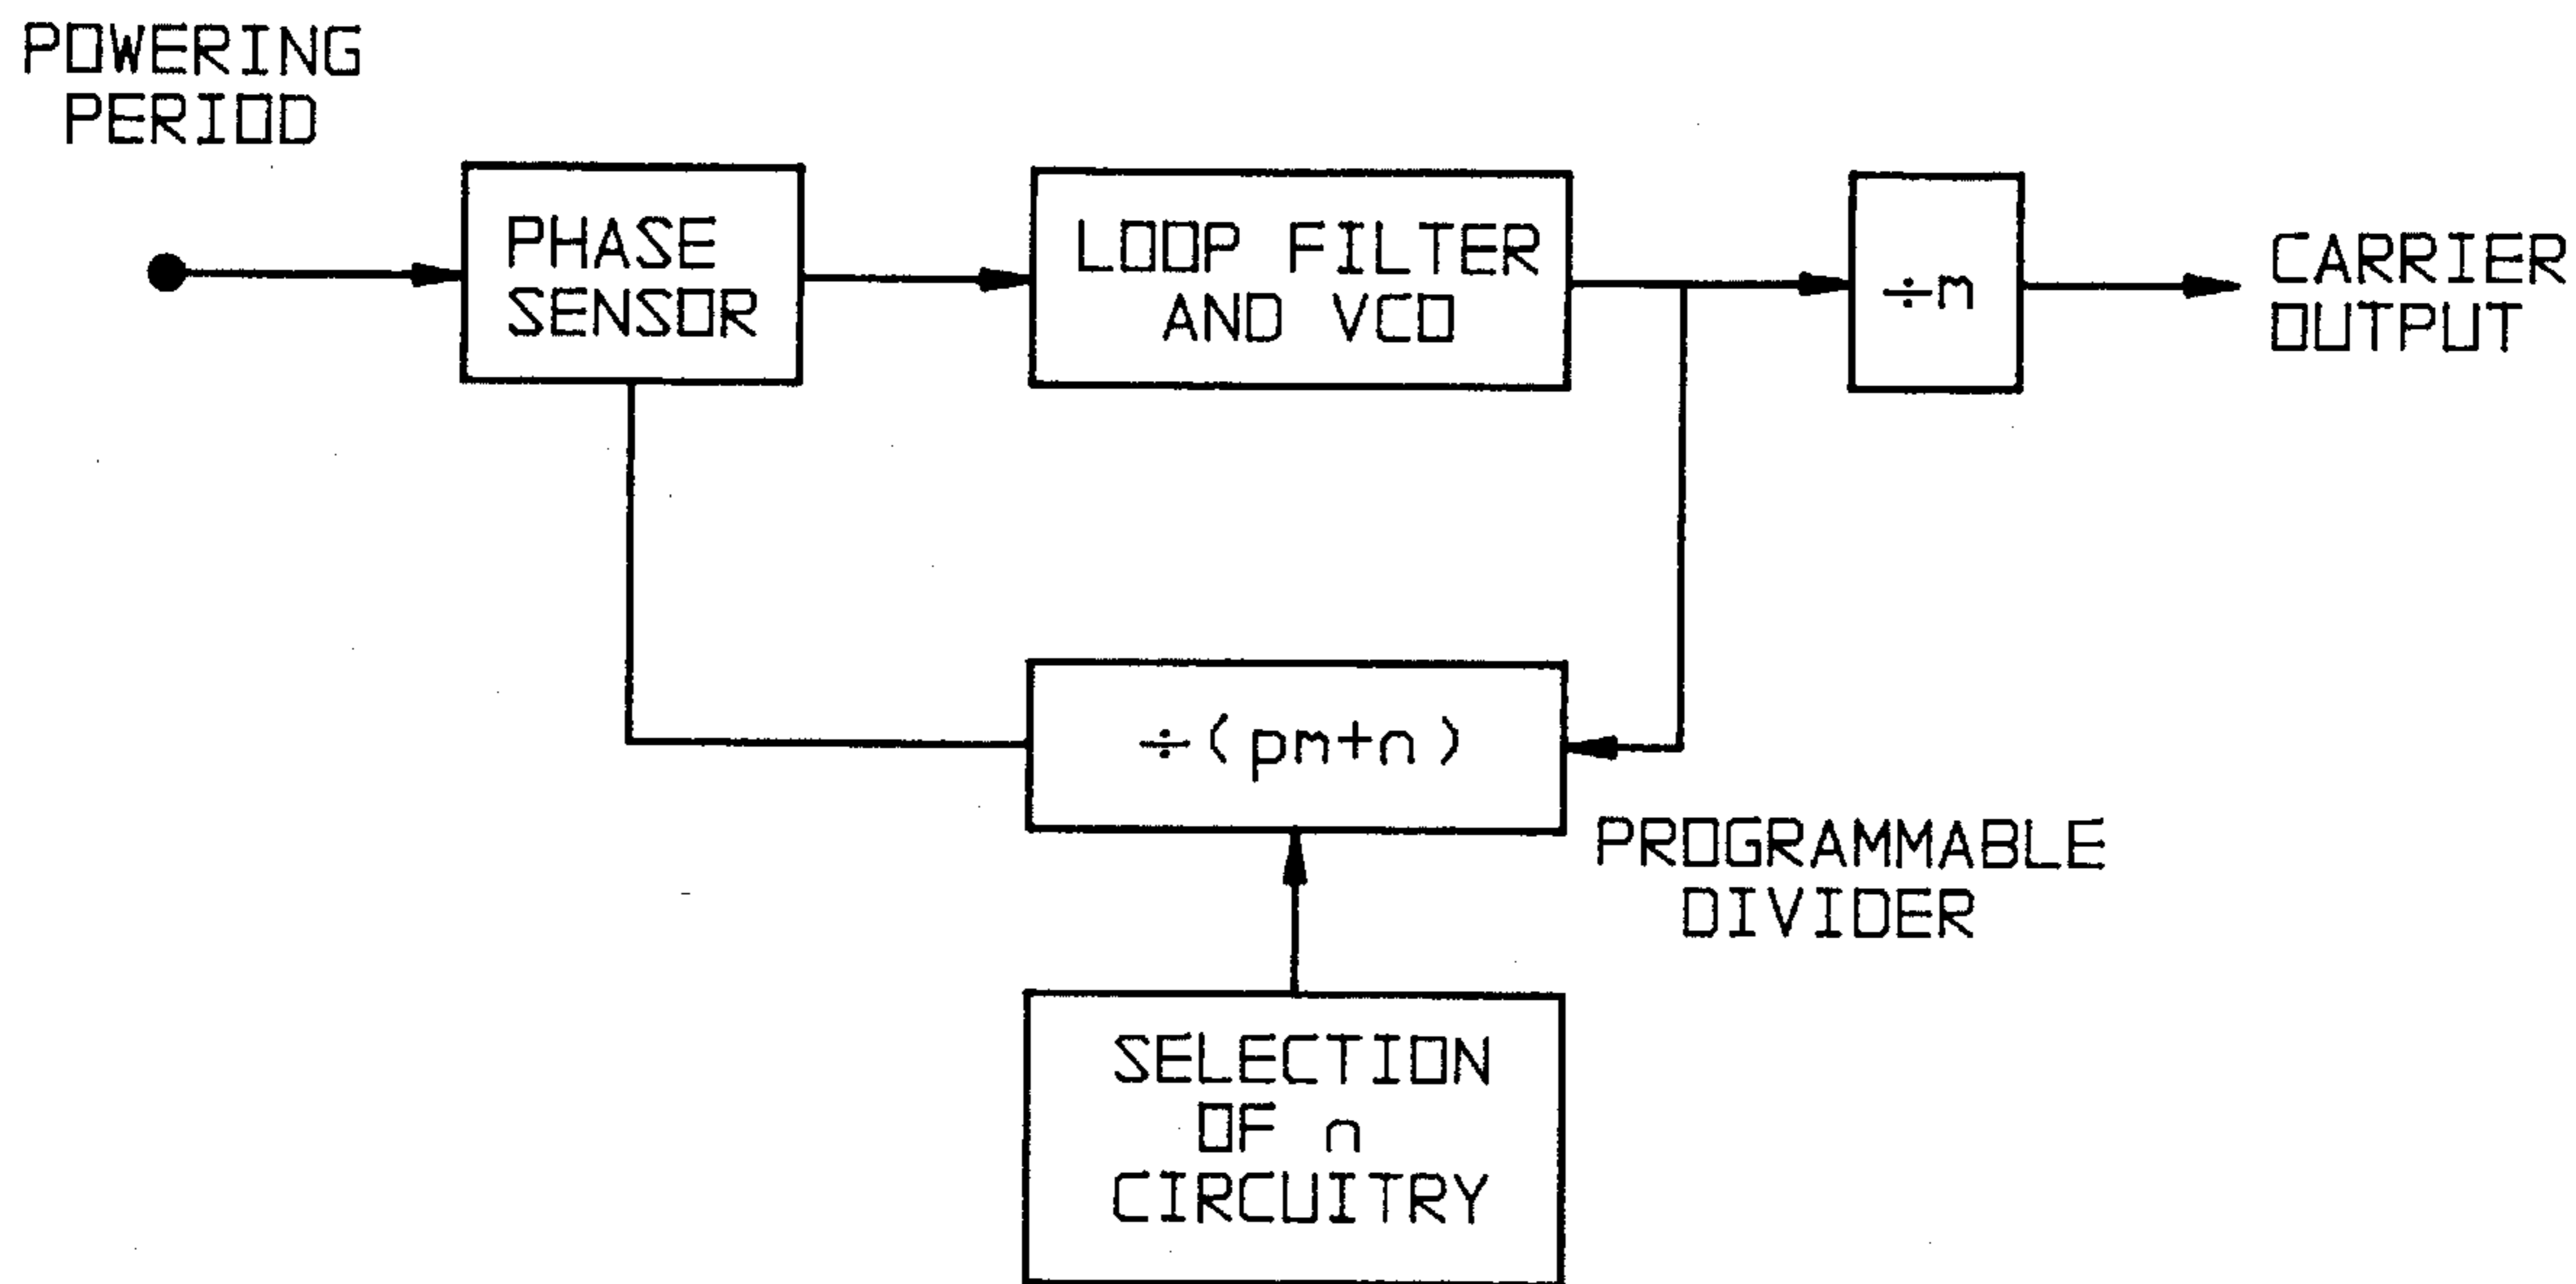 POWERING
PERIOD
PHASE
SENSOR
LOOP FILTER
AND VCO
÷m
CARRIER
OUTPUT
÷(pm+n)
PROGRAMMABLE
DIVIDER
SELECTION
OF n
CIRCUITRY